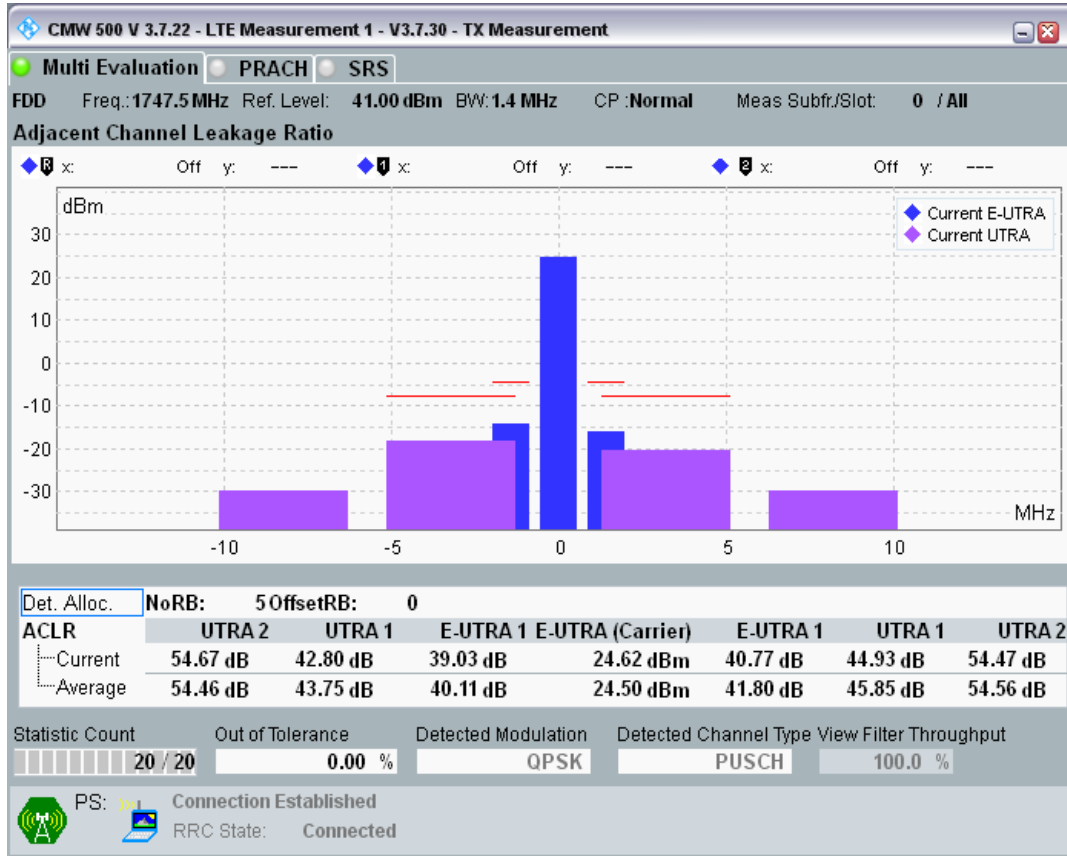 CMW 500 V 3.7.22 - LTE Measurement 1 - V3.7.30 - TX Measurement
Multi Evaluation PRACH SRS
FDD Freq.: 1747.5 MHz Ref. Level: 41.00 dBm BW: 1.4 MHz CP :Normal Meas Subfr./Slot: 0 / All
Adjacent Channel Leakage Ratio
R x: Off y: --- 1 x: Off y: --- 2 x: Off y: ---
dBm
Current E-UTRA
Current UTRA
30
20
10
0
-10
-20
-30
MHz
-10 -5 0 5 10
Det. Alloc. NoRB: 5 OffsetRB: 0
ACLR UTRA 2 UTRA 1 E-UTRA 1 E-UTRA (Carrier) E-UTRA 1 UTRA 1 UTRA 2
Current 54.67 dB 42.80 dB 39.03 dB 24.62 dBm 40.77 dB 44.93 dB 54.47 dB
Average 54.46 dB 43.75 dB 40.11 dB 24.50 dBm 41.80 dB 45.85 dB 54.56 dB
Statistic Count Out of Tolerance Detected Modulation Detected Channel Type View Filter Throughput
20 / 20 0.00 % QPSK PUSCH 100.0 %
PS: Connection Established
RRC State: Connected